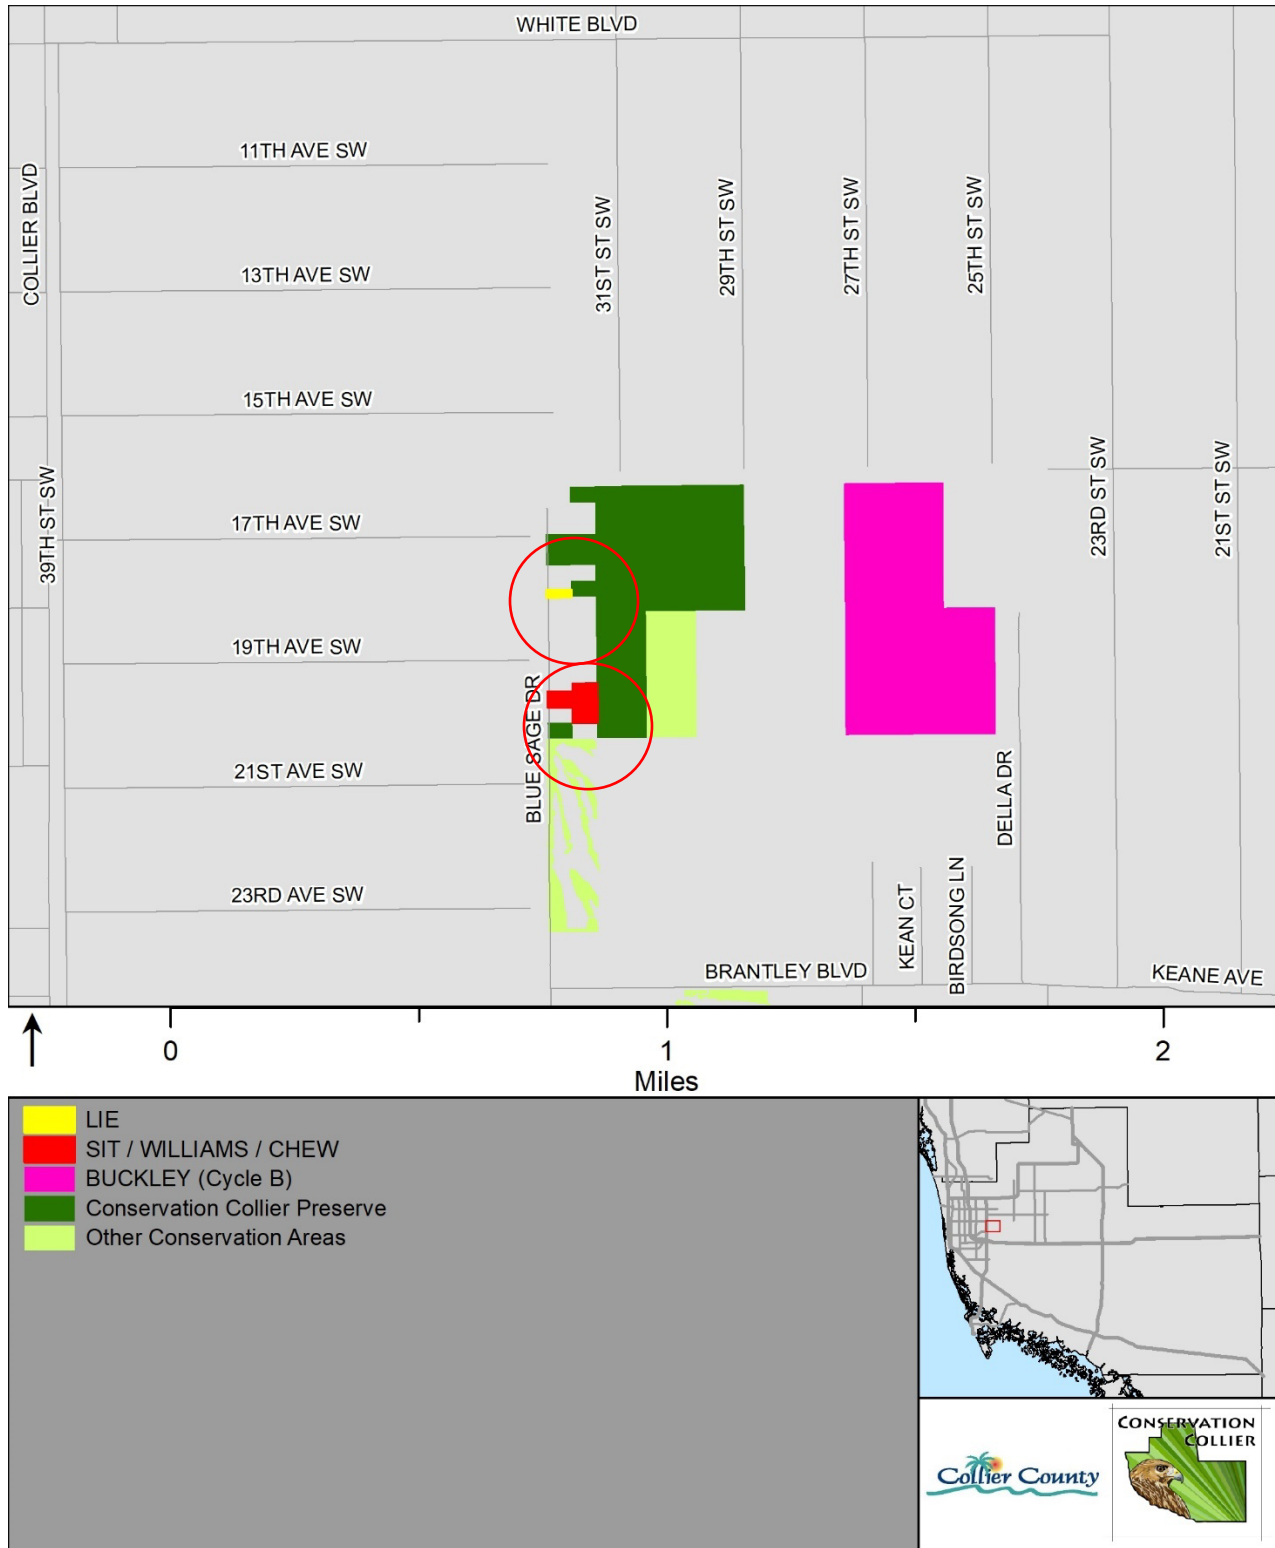 WHITE BLVD
11TH AVE SW
COLLIER BLVD
31ST ST SW
29TH ST SW
27TH ST SW
25TH ST SW
13TH AVE SW
15TH AVE SW
39TH ST SW
23RD ST SW
21ST ST SW
17TH AVE SW
19TH AVE SW
BLUE SAGE DR
21ST AVE SW
DELLA DR
23RD AVE SW
KEAN CT
BIRDSONG LN
BRANTLEY BLVD
KEANE AVE
0
1
2
Miles
LIE
SIT / WILLIAMS / CHEW
BUCKLEY (Cycle B)
Conservation Collier Preserve
Other Conservation Areas
Collier County
CONSERVATION
COLLIER